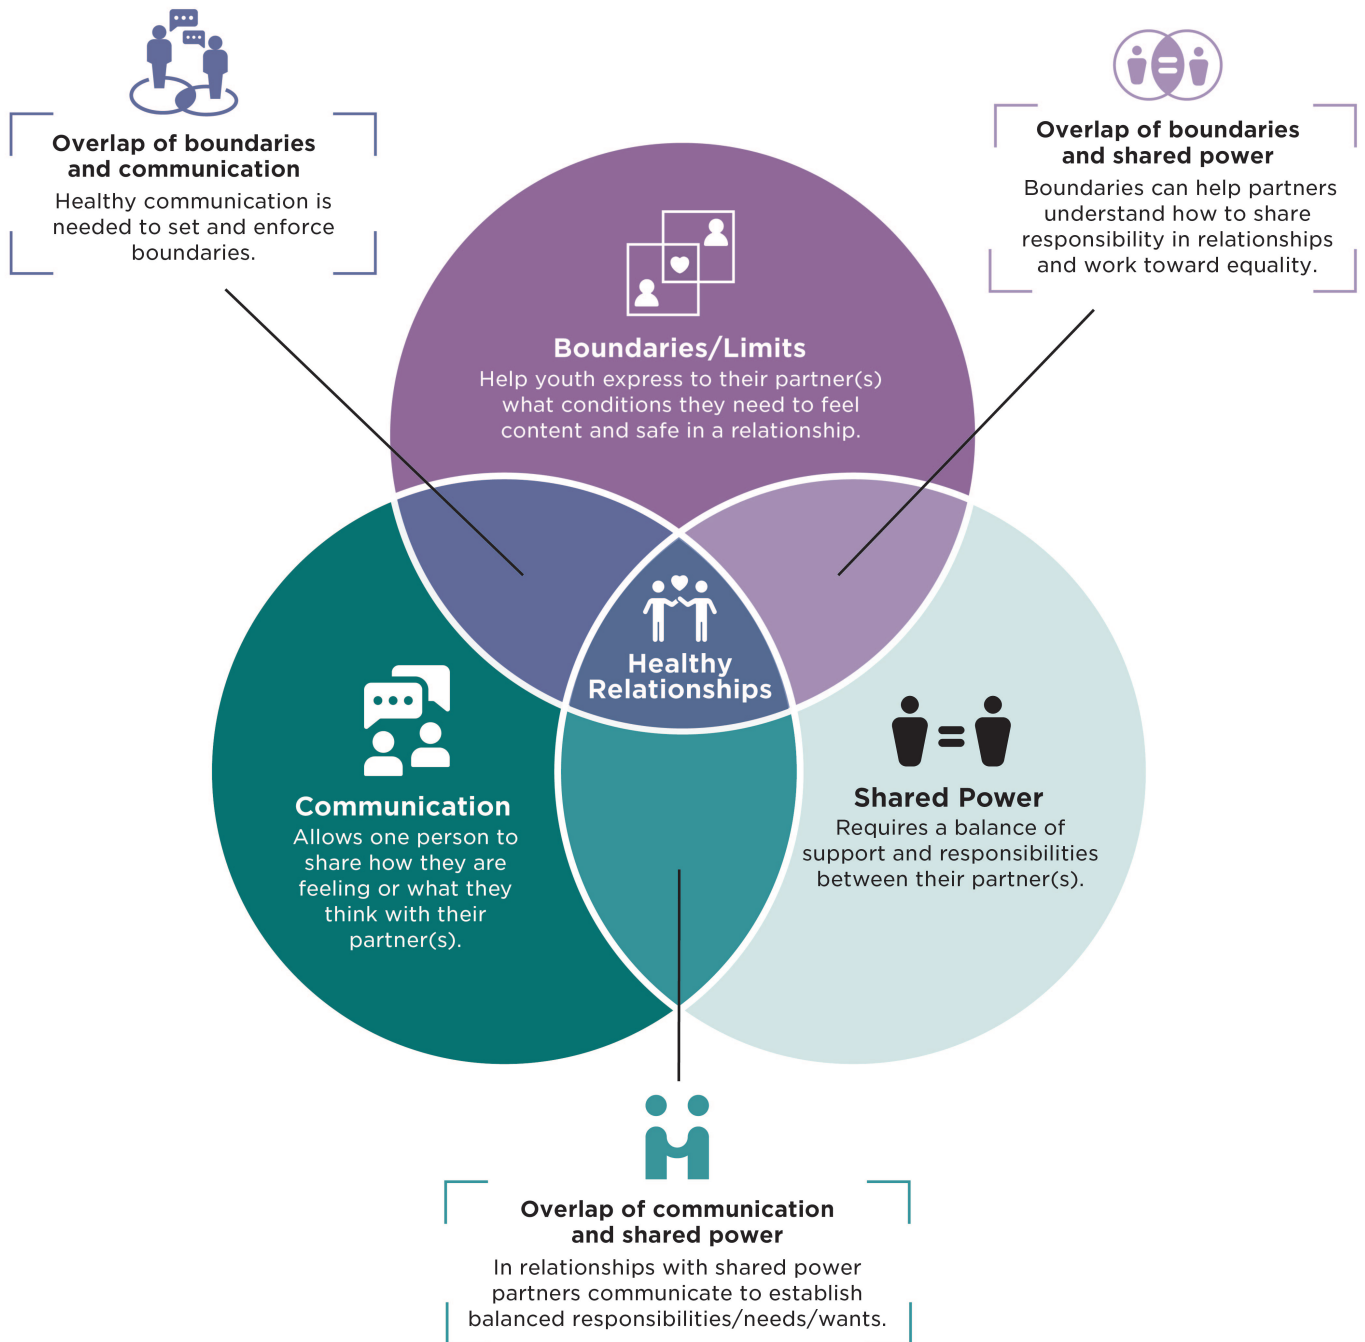 Overlap of boundaries
and communication
Healthy communication is
needed to set and enforce
boundaries.
Overlap of boundaries
and shared power
Boundaries can help partners
understand how to share
responsibility in relationships
and work toward equality.
Boundaries/Limits
Help youth express to their partner(s)
what conditions they need to feel
content and safe in a relationship.
Healthy
Relationships
Communication
Allows one person to
share how they are
feeling or what they
think with their
partner(s).
Shared Power
Requires a balance of
support and responsibilities
between their partner(s).
Overlap of communication
and shared power
In relationships with shared power
partners communicate to establish
balanced responsibilities/needs/wants.